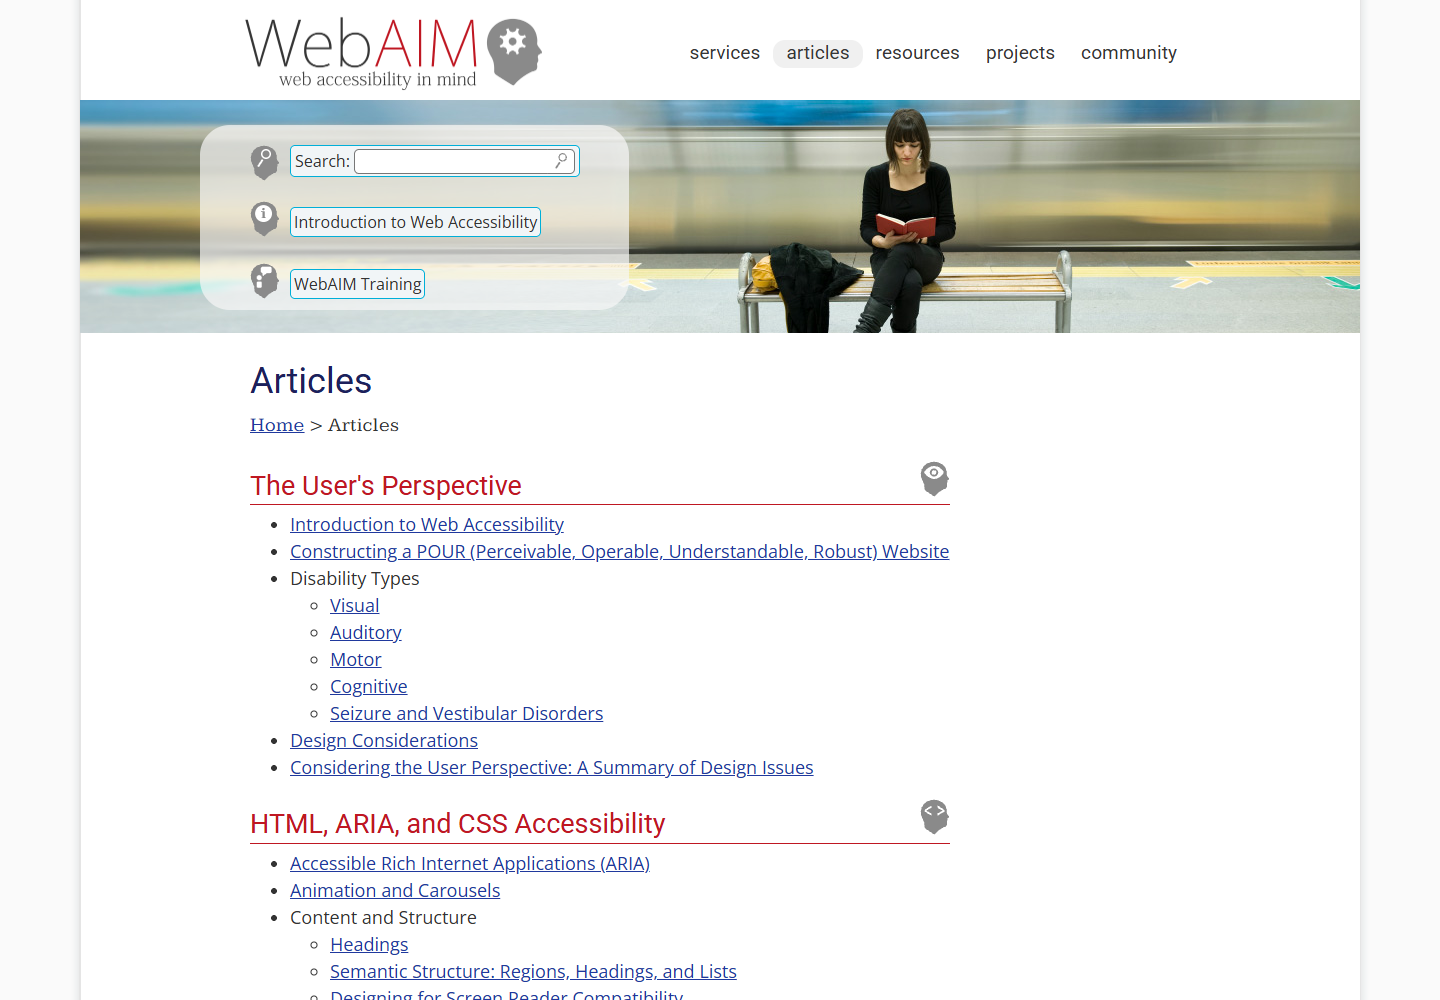 WebAIM
web accessibility in mind
services
articles
resources
projects
community
Search:
Introduction to Web Accessibility
WebAIM Training
Articles
Home > Articles
The User's Perspective
Introduction to Web Accessibility
Constructing a POUR (Perceivable, Operable, Understandable, Robust) Website
Disability Types
Visual
Auditory
Motor
Cognitive
Seizure and Vestibular Disorders
Design Considerations
Considering the User Perspective: A Summary of Design Issues
HTML, ARIA, and CSS Accessibility
Accessible Rich Internet Applications (ARIA)
Animation and Carousels
Content and Structure
Headings
Semantic Structure: Regions, Headings, and Lists
Designing for Screen Reader Compatibility